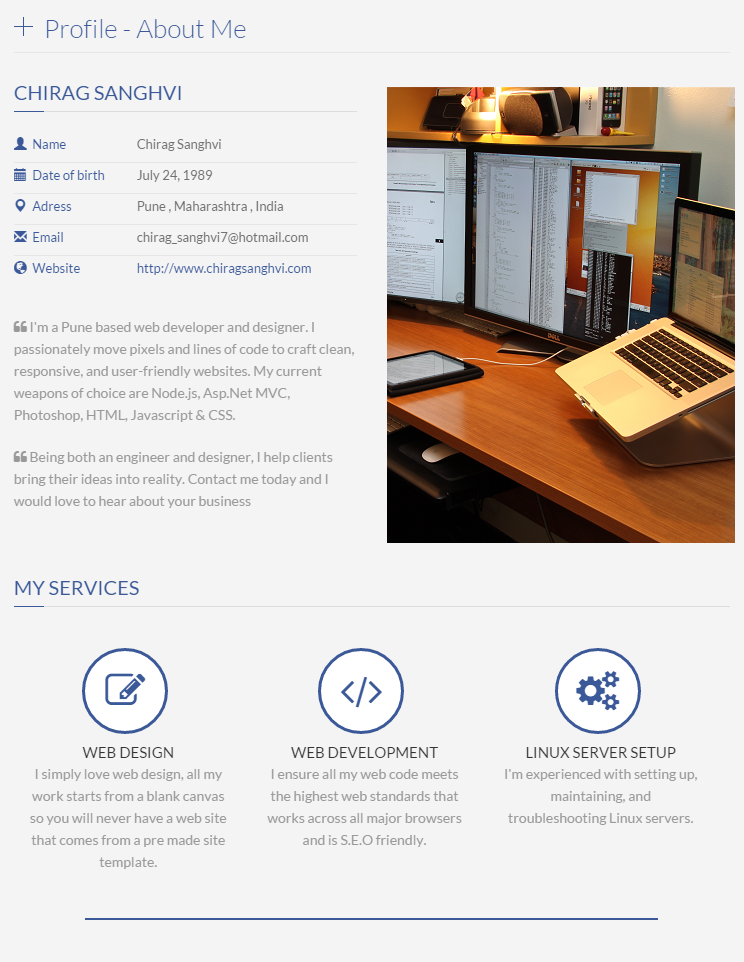 Profile - About Me
CHIRAG SANGHVI
Name Chirag Sanghvi
Date of birth July 24, 1989
Adress Pune , Maharashtra , India
Email chirag_sanghvi7@hotmail.com
Website http://www.chiragsanghvi.com
I'm a Pune based web developer and designer. I
passionately move pixels and lines of code to craft clean,
responsive, and user-friendly websites. My current
weapons of choice are Node.js, Asp.Net MVC,
Photoshop, HTML, Javascript & CSS.
Being both an engineer and designer, I help clients
bring their ideas into reality. Contact me today and I
would love to hear about your business
DELL
MY SERVICES
WEB DESIGN
I simply love web design, all my
work starts from a blank canvas
so you will never have a web site
that comes from a pre made site
template.
WEB DEVELOPMENT
I ensure all my web code meets
the highest web standards that
works across all major browsers
and is S.E.O friendly.
LINUX SERVER SETUP
I'm experienced with setting up,
maintaining, and
troubleshooting Linux servers.